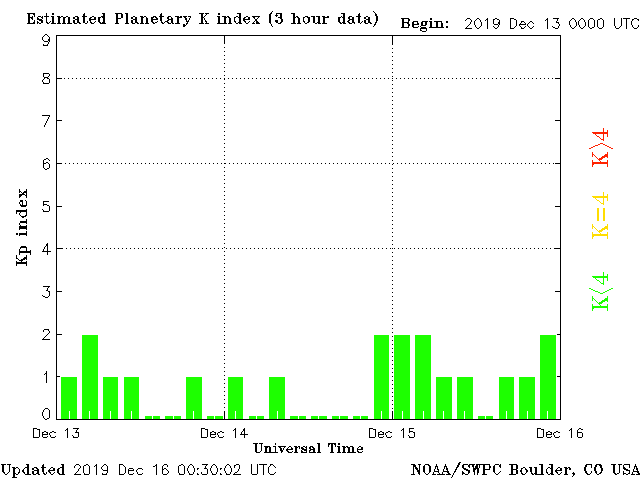 Estimated Planetary K index (3 hour data) Begin: 2019 Dec 13 0000 UTC
9
8
7
6
5
4
3
2
1
0
Kp index
K>4
K=4
K<4
Dec 13 Dec 14 Dec 15 Dec 16
Universal Time
Updated 2019 Dec 16 00:30:02 UTC NOAA/SWPC Boulder, CO USA